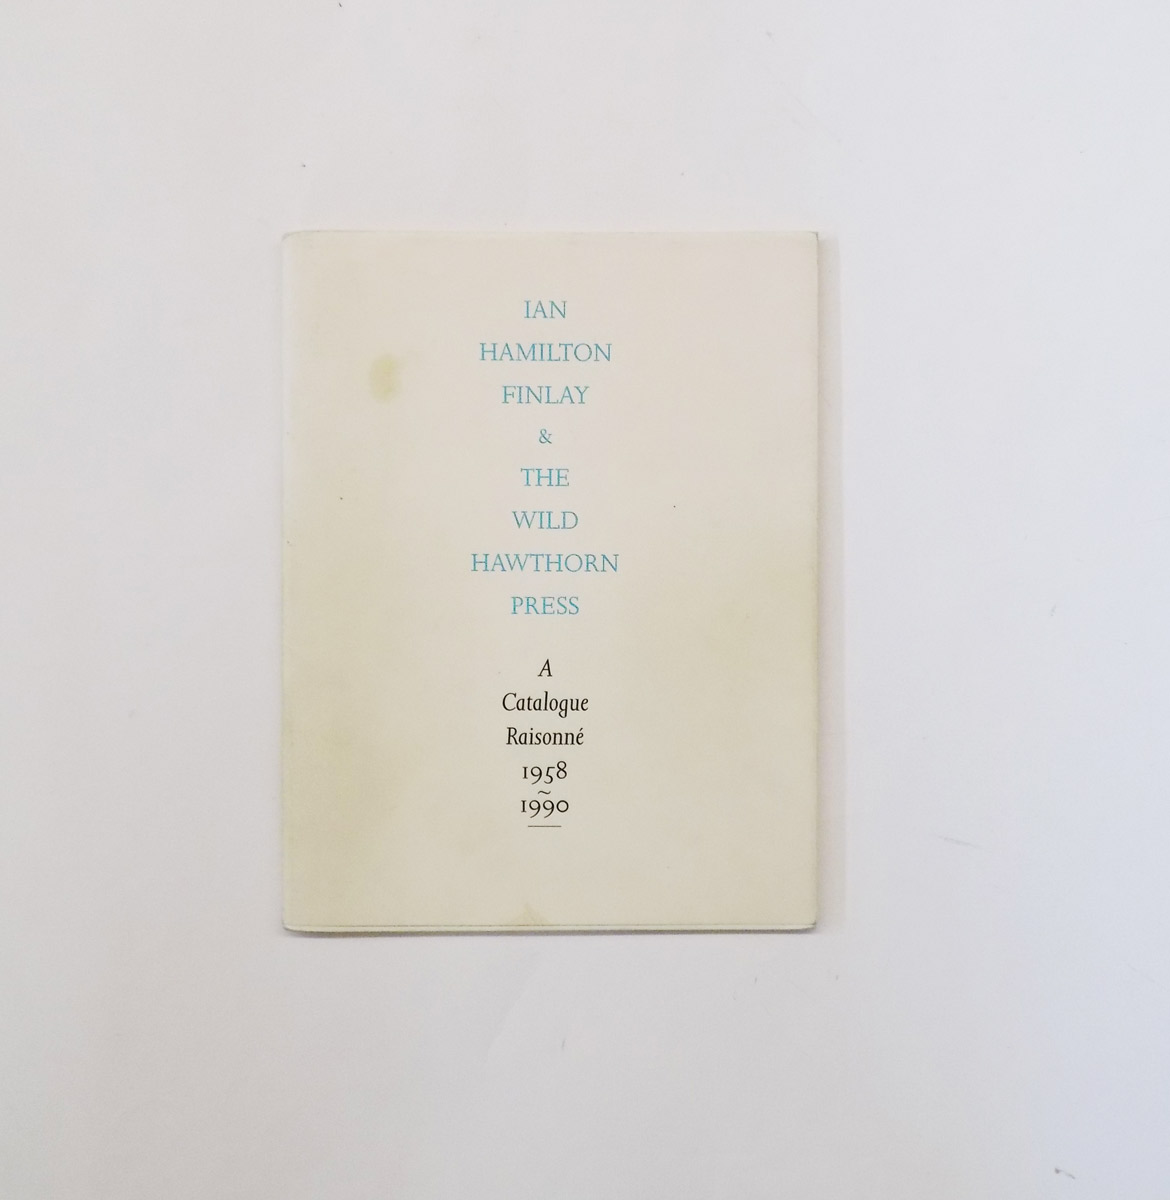 IAN
HAMILTON
FINLAY
&
THE
WILD
HAWTHORN
PRESS
A
Catalogue
Raisonné
1958
~
1990